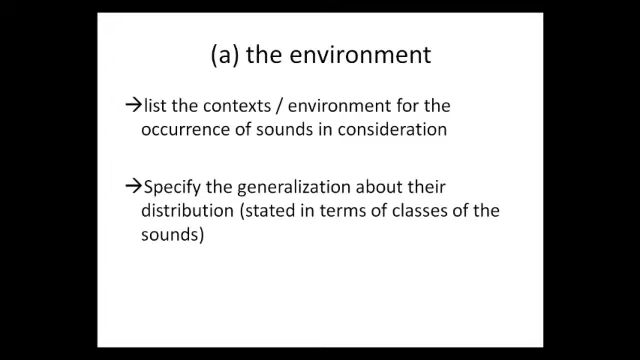 (a) the environment
→list the contexts / environment for the
occurrence of sounds in consideration
→Specify the generalization about their
distribution (stated in terms of classes of the
sounds)